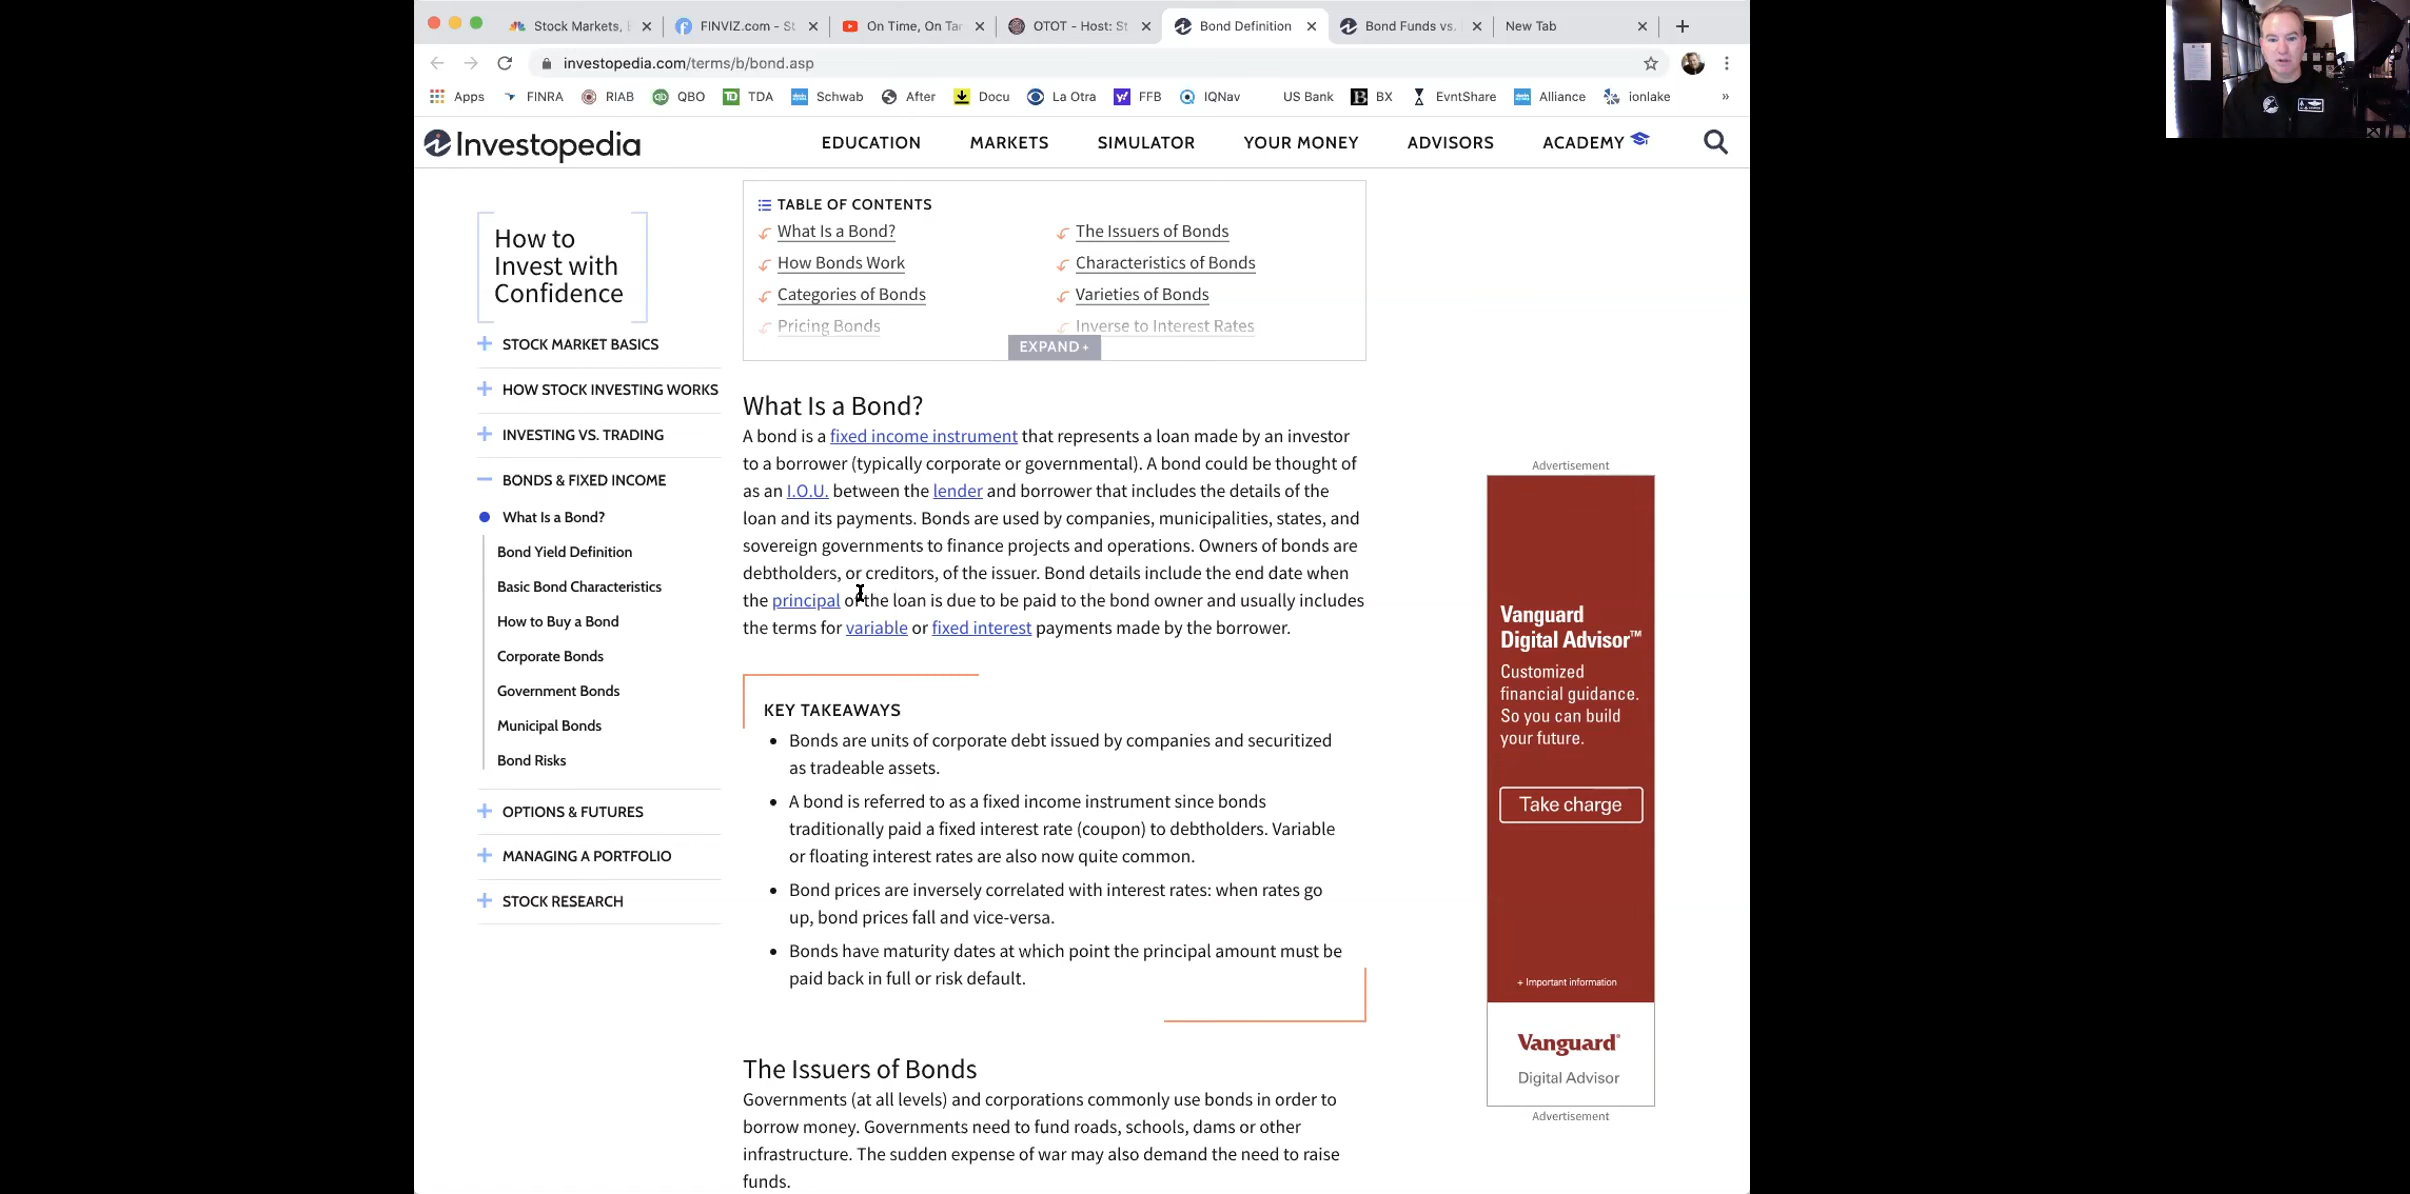 Stock Markets,
FINVIZ.com - St
On Time, On Tar
OTOT - Host: St
Bond Definition
Bond Funds vs.
New Tab
investopedia.com/terms/b/bond.asp
Apps FINRA RIAB QBO TDA Schwab After Docu La Otra FFB IQNav US Bank BX EvntShare Alliance ionlake »
Investopedia
EDUCATION MARKETS SIMULATOR YOUR MONEY ADVISORS ACADEMY
How to
Invest with
Confidence
STOCK MARKET BASICS
HOW STOCK INVESTING WORKS
INVESTING VS. TRADING
BONDS & FIXED INCOME
What Is a Bond?
Bond Yield Definition
Basic Bond Characteristics
How to Buy a Bond
Corporate Bonds
Government Bonds
Municipal Bonds
Bond Risks
OPTIONS & FUTURES
MANAGING A PORTFOLIO
STOCK RESEARCH
TABLE OF CONTENTS
What Is a Bond?
How Bonds Work
Categories of Bonds
Pricing Bonds
The Issuers of Bonds
Characteristics of Bonds
Varieties of Bonds
Inverse to Interest Rates
EXPAND+
What Is a Bond?
A bond is a fixed income instrument that represents a loan made by an investor
to a borrower (typically corporate or governmental). A bond could be thought of
as an I.O.U. between the lender and borrower that includes the details of the
loan and its payments. Bonds are used by companies, municipalities, states, and
sovereign governments to finance projects and operations. Owners of bonds are
debtholders, or creditors, of the issuer. Bond details include the end date when
the principal of the loan is due to be paid to the bond owner and usually includes
the terms for variable or fixed interest payments made by the borrower.
KEY TAKEAWAYS
Bonds are units of corporate debt issued by companies and securitized
as tradeable assets.
A bond is referred to as a fixed income instrument since bonds
traditionally paid a fixed interest rate (coupon) to debtholders. Variable
or floating interest rates are also now quite common.
Bond prices are inversely correlated with interest rates: when rates go
up, bond prices fall and vice-versa.
Bonds have maturity dates at which point the principal amount must be
paid back in full or risk default.
The Issuers of Bonds
Governments (at all levels) and corporations commonly use bonds in order to
borrow money. Governments need to fund roads, schools, dams or other
infrastructure. The sudden expense of war may also demand the need to raise
funds.
Advertisement
Vanguard
Digital Advisor™
Customized
financial guidance.
So you can build
your future.
Take charge
+ Important information
Vanguard®
Digital Advisor
Advertisement